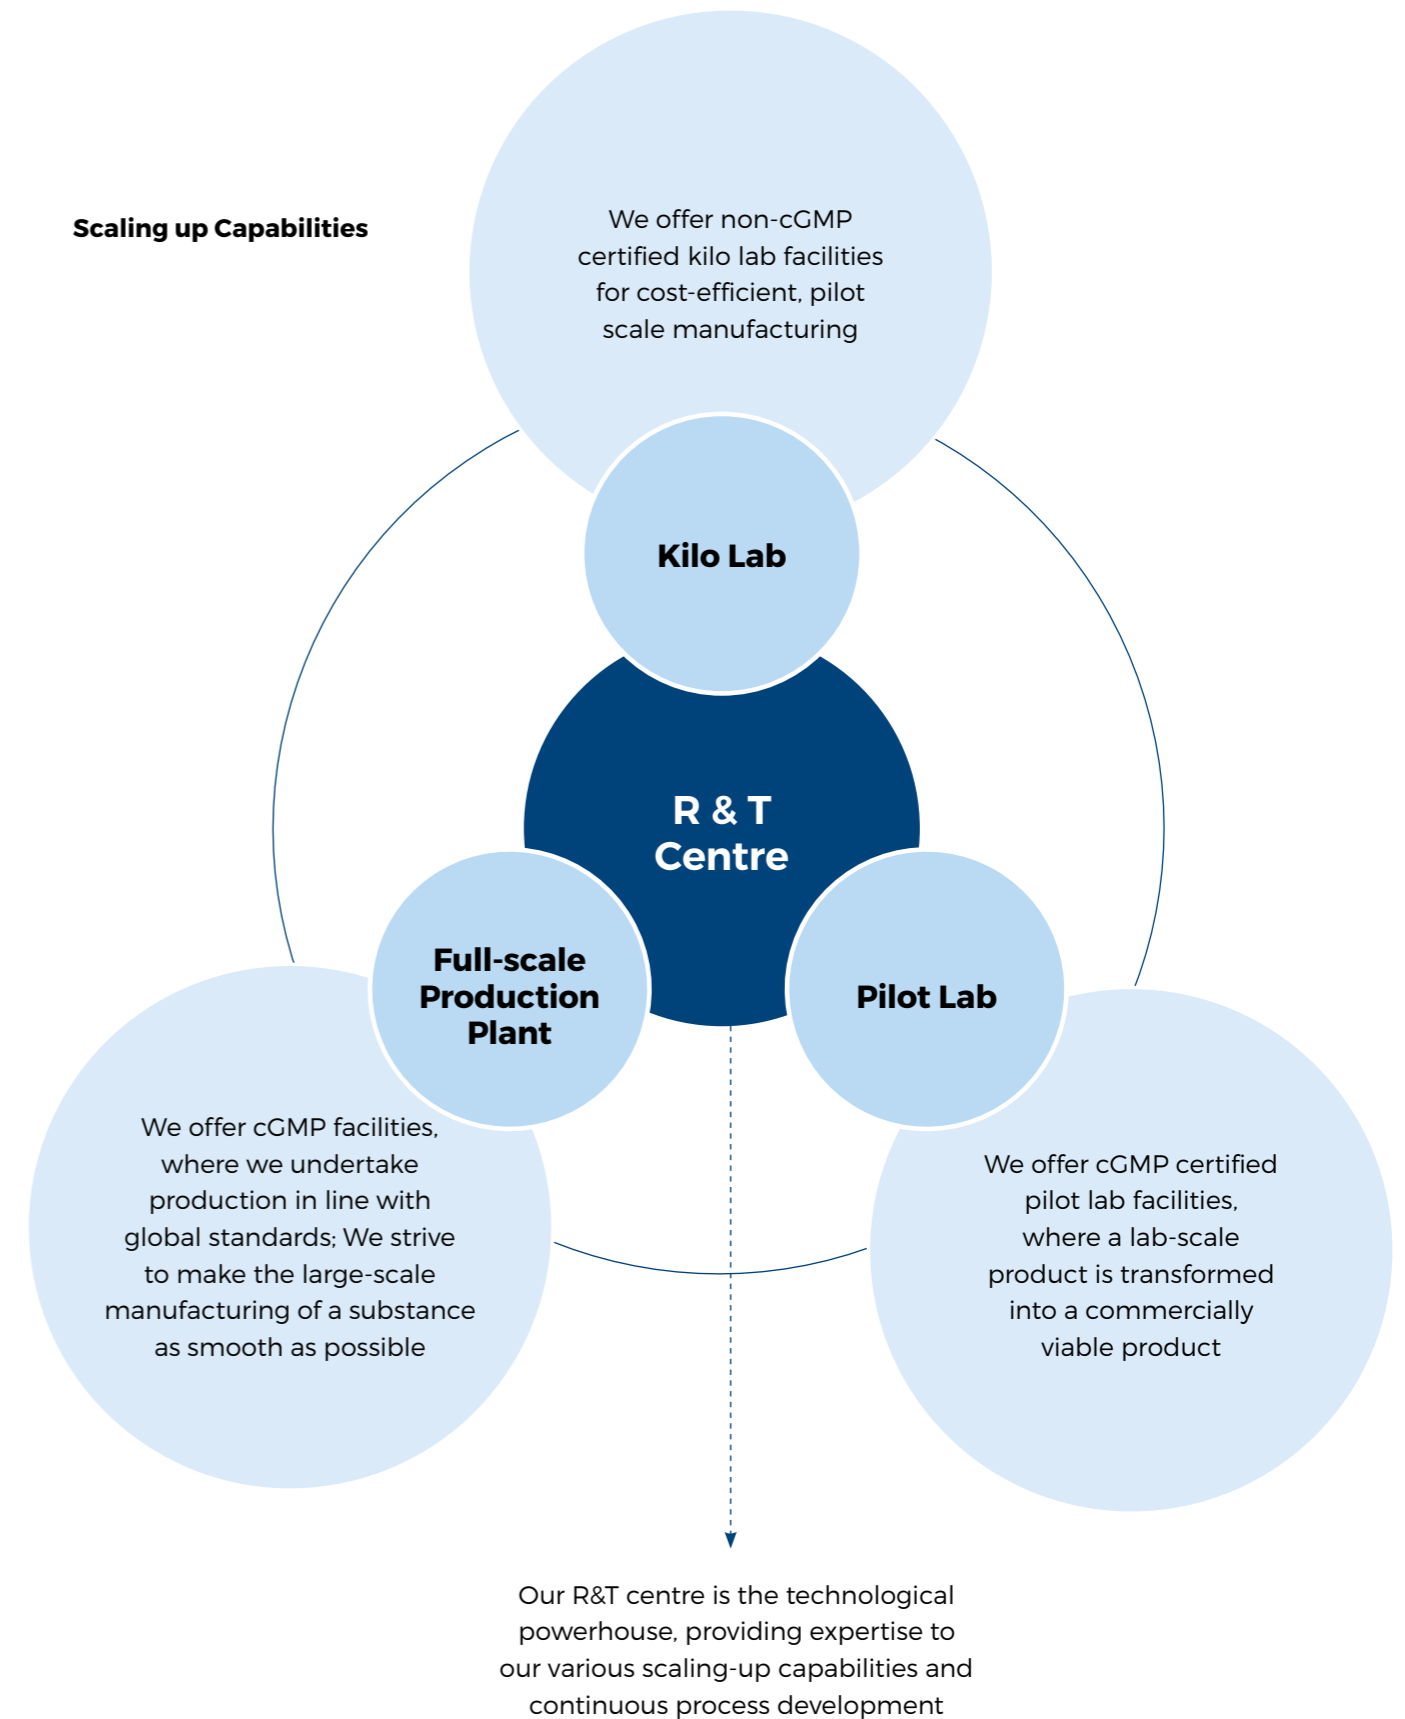 Scaling up Capabilities
We offer non-cGMP
certified kilo lab facilities
for cost-efficient, pilot
scale manufacturing
Kilo Lab
R & T
Centre
Full-scale
Production
Plant
Pilot Lab
We offer cGMP facilities,
where we undertake
production in line with
global standards; We strive
to make the large-scale
manufacturing of a substance
as smooth as possible
We offer cGMP certified
pilot lab facilities,
where a lab-scale
product is transformed
into a commercially
viable product
Our R&T centre is the technological
powerhouse, providing expertise to
our various scaling-up capabilities and
continuous process development